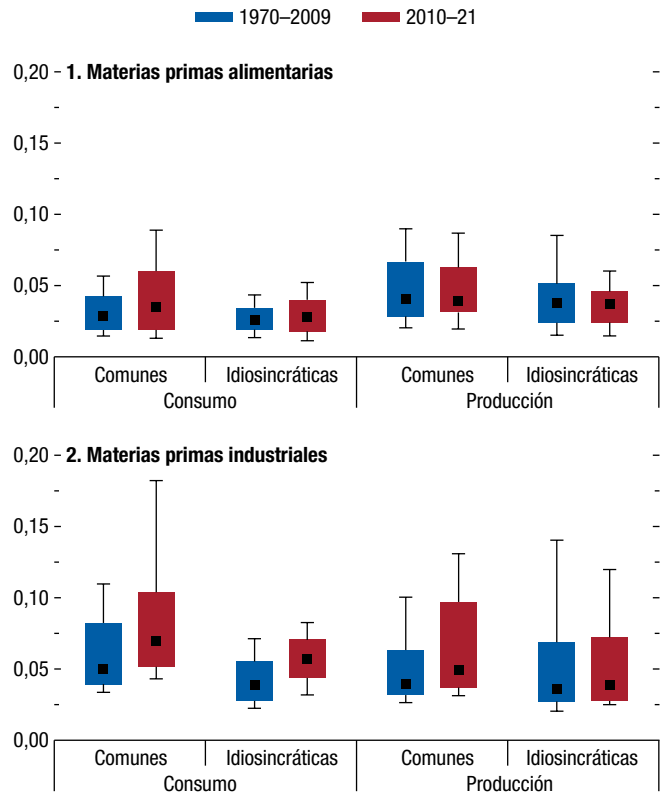 1970–2009 2010–21
0,20 1. Materias primas alimentarias
0,15
0,10
0,05
0,00
Comunes Idiosincráticas Comunes Idiosincráticas
Consumo Producción
0,20 2. Materias primas industriales
0,15
0,10
0,05
0,00
Comunes Idiosincráticas Comunes Idiosincráticas
Consumo Producción